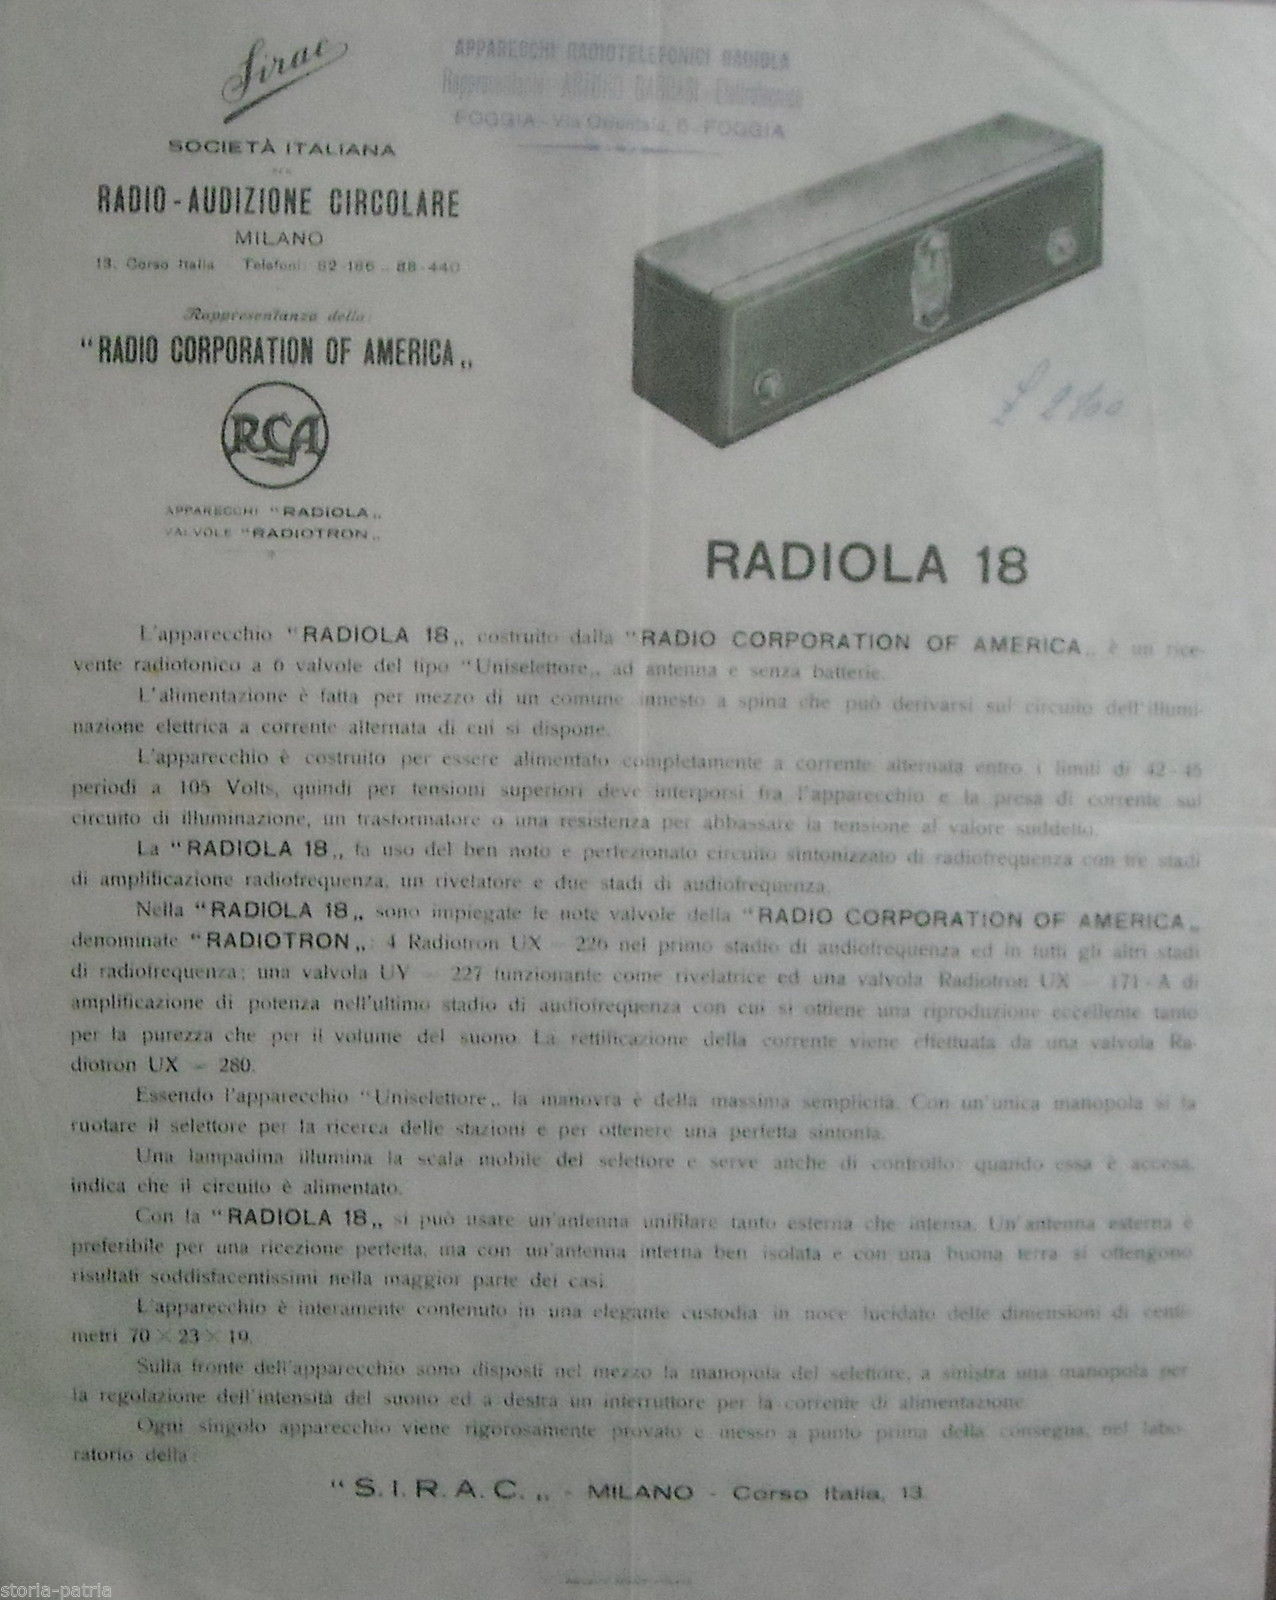 Sirac
SOCIETÀ ITALIANA
PER
RADIO - AUDIZIONE CIRCOLARE
MILANO
13, Corso Italia - Telefoni: 82-186 - 88-440
Rappresentanza della:
“RADIO CORPORATION OF AMERICA„
RCA
APPARECCHI “RADIOLA„
VALVOLE “RADIOTRON„
APPARECCHI RADIOTELEFONICI RADIOLA
FOGGIA - Via 6 - FOGGIA
RADIOLA 18
L'apparecchio “RADIOLA 18„ costruito dalla “RADIO CORPORATION OF AMERICA„ è un rice-
vente radiofonico a 6 valvole del tipo “Uniselettore„ ad antenna e senza batterie.
L'alimentazione è fatta per mezzo di un comune innesto a spina che può derivarsi sul circuito dell'illumi-
nazione elettrica a corrente alternata di cui si dispone.
L'apparecchio è costruito per essere alimentato completamente a corrente alternata entro i limiti di 42-45
periodi a 105 Volts, quindi per tensioni superiori deve interporsi fra l'apparecchio e la presa di corrente sul
circuito di illuminazione, un trasformatore o una resistenza per abbassare la tensione al valore suddetto.
La “RADIOLA 18„ fa uso del ben noto e perfezionato circuito sintonizzato di radiofrequenza con tre stadi
di amplificazione radiofrequenza, un rivelatore e due stadi di audiofrequenza.
Nella “RADIOLA 18„ sono impiegate le note valvole della “RADIO CORPORATION OF AMERICA„
denominate “RADIOTRON„: 4 Radiotron UX - 226 nel primo stadio di audiofrequenza ed in tutti gli altri stadi
di radiofrequenza; una valvola UY - 227 funzionante come rivelatrice ed una valvola Radiotron UX - 171-A di
amplificazione di potenza nell'ultimo stadio di audiofrequenza con cui si ottiene una riproduzione eccellente tanto
per la purezza che per il volume del suono. La rettificazione della corrente viene effettuata da una valvola Ra-
diotron UX - 280.
Essendo l'apparecchio “Uniselettore„ la manovra è della massima semplicità. Con un'unica manopola si fa
ruotare il selettore per la ricerca delle stazioni e per ottenere una perfetta sintonia.
Una lampadina illumina la scala mobile del selettore e serve anche di controllo: quando essa è accesa,
indica che il circuito è alimentato.
Con la “RADIOLA 18„ si può usare un'antenna unifilare tanto esterna che interna. Un'antenna esterna è
preferibile per una ricezione perfetta, ma con un'antenna interna ben isolata e con una buona terra si ottengono
risultati soddisfacentissimi nella maggior parte dei casi.
L'apparecchio è interamente contenuto in una elegante custodia in noce lucidato delle dimensioni di centi-
metri 70 × 23 × 19.
Sulla fronte dell'apparecchio sono disposti nel mezzo la manopola del selettore, a sinistra una manopola per
la regolazione dell'intensità del suono ed a destra un interruttore per la corrente di alimentazione.
Ogni singolo apparecchio viene rigorosamente provato e messo a punto prima della consegna, nel labo-
ratorio della:
“S. I. R. A. C.„ - MILANO - Corso Italia, 13
storia-patria